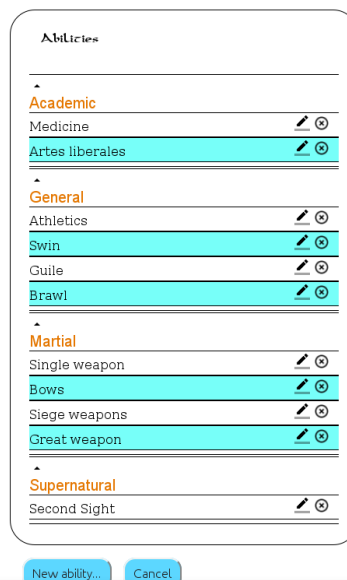 Abilities
Academic
Medicine
Artes liberales
General
Athletics
Swin
Guile
Brawl
Martial
Single weapon
Bows
Siege weapons
Great weapon
Supernatural
Second Sight
New ability... Cancel